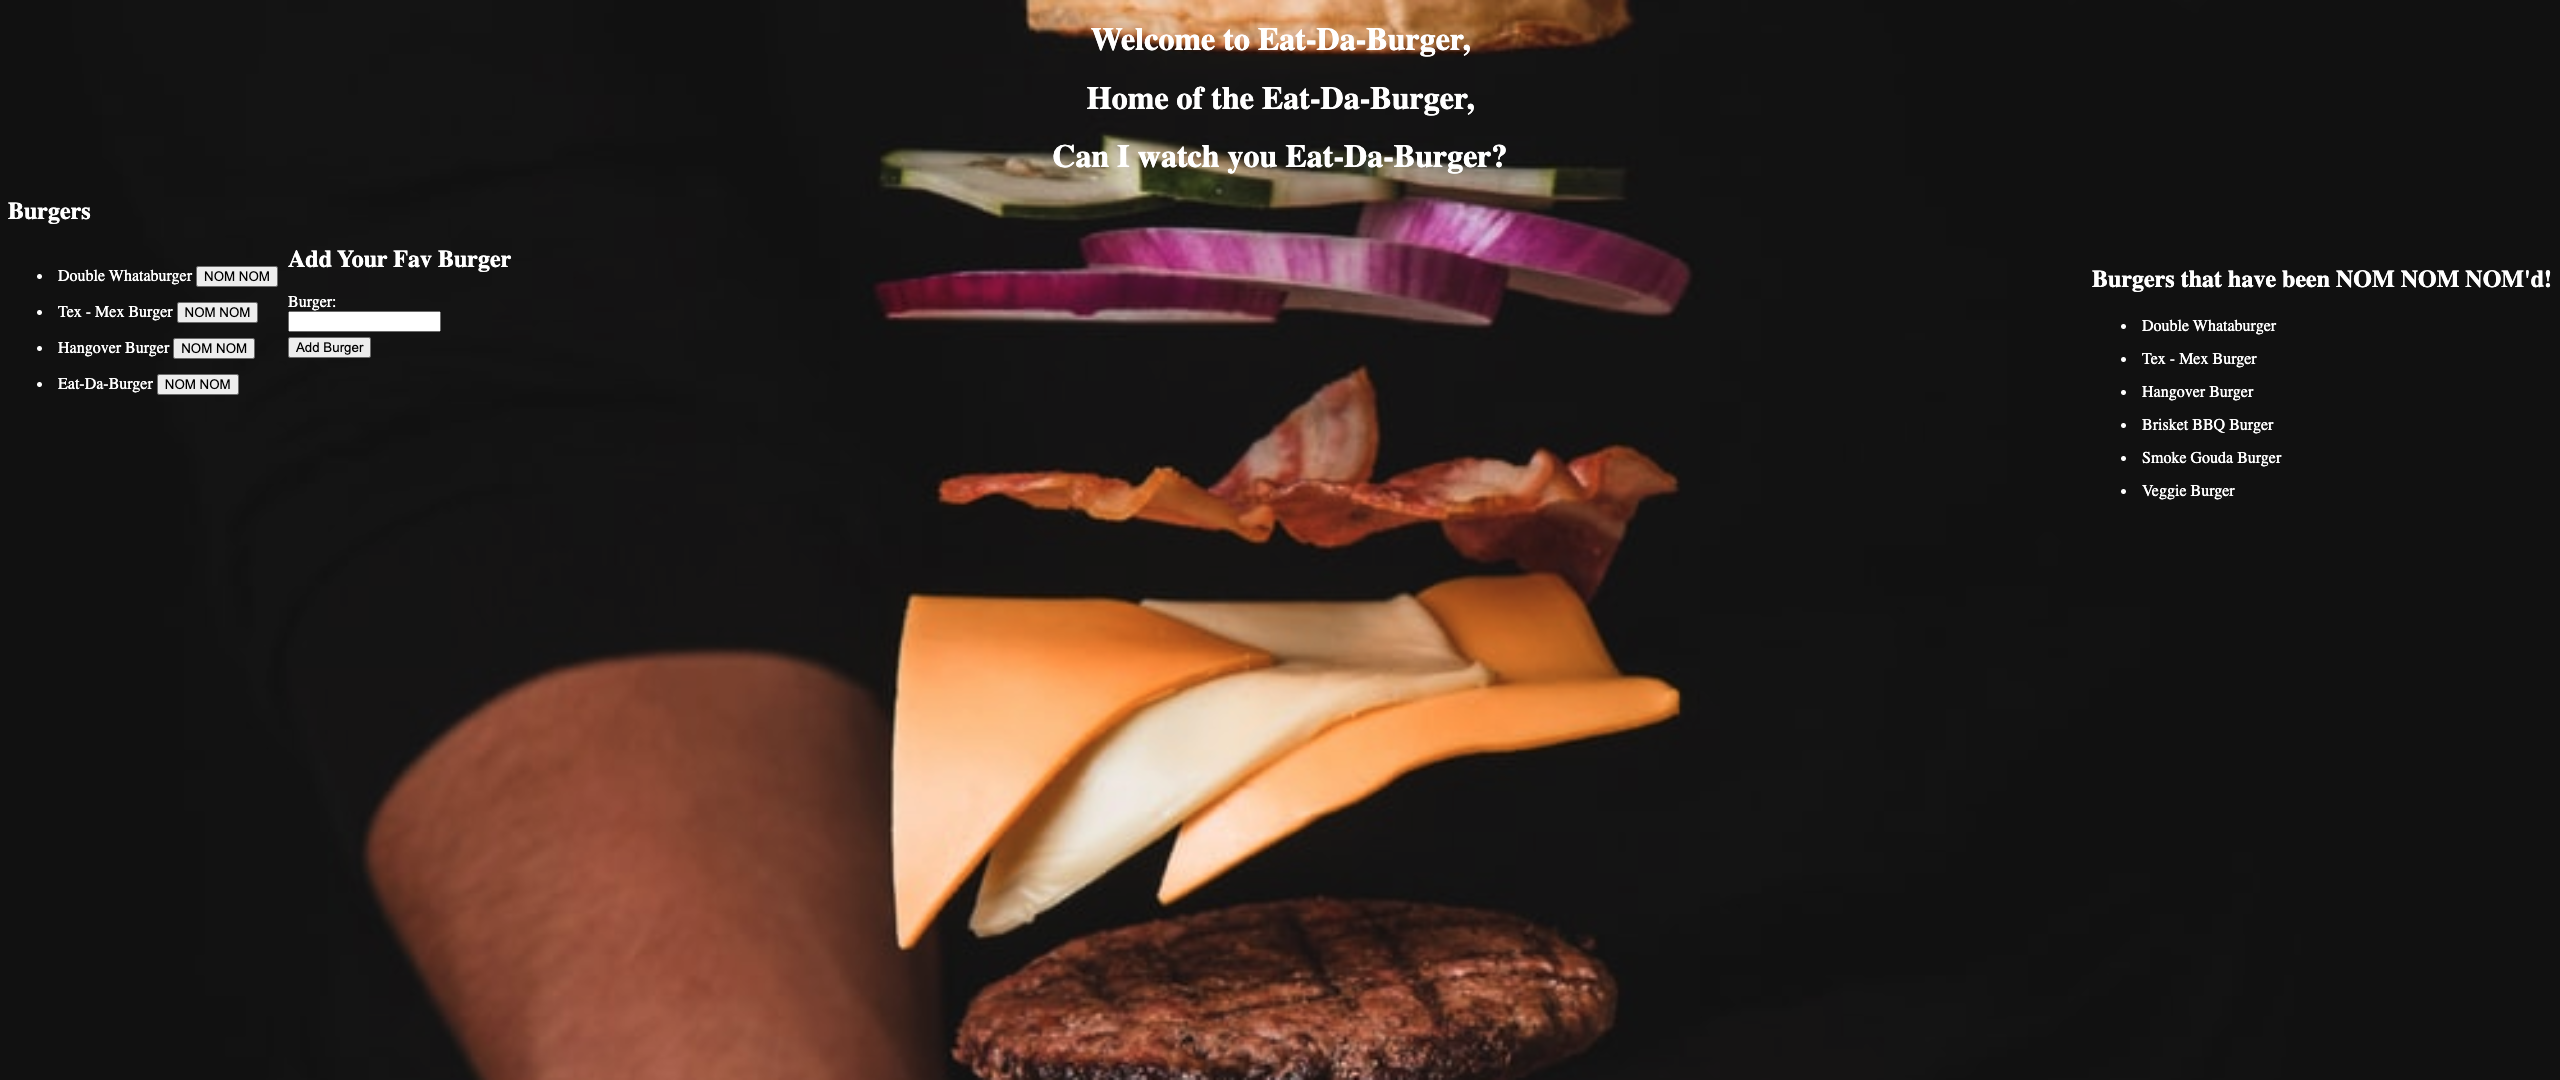 Welcome to Eat-Da-Burger,
Home of the Eat-Da-Burger,
Can I watch you Eat-Da-Burger?
Burgers
Double Whataburger NOM NOM
Tex - Mex Burger NOM NOM
Hangover Burger NOM NOM
Eat-Da-Burger NOM NOM
Add Your Fav Burger
Burger:
Add Burger
Burgers that have been NOM NOM NOM'd!
Double Whataburger
Tex - Mex Burger
Hangover Burger
Brisket BBQ Burger
Smoke Gouda Burger
Veggie Burger